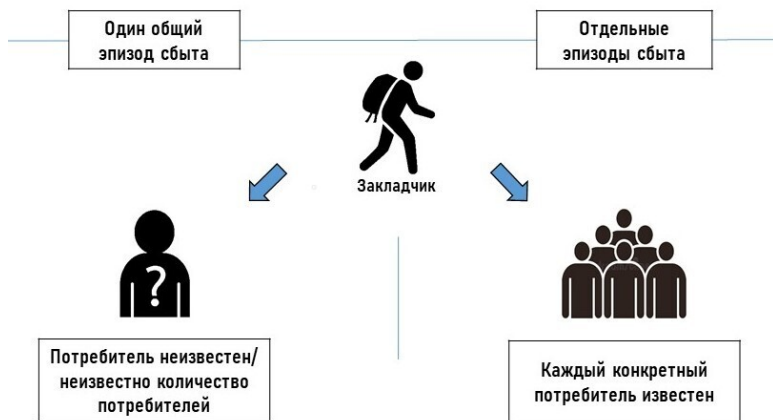 Один общий
эпизод сбыта
Отдельные
эпизоды сбыта
Закладчик
?
Потребитель неизвестен/
неизвестно количество
потребителей
Каждый конкретный
потребитель известен